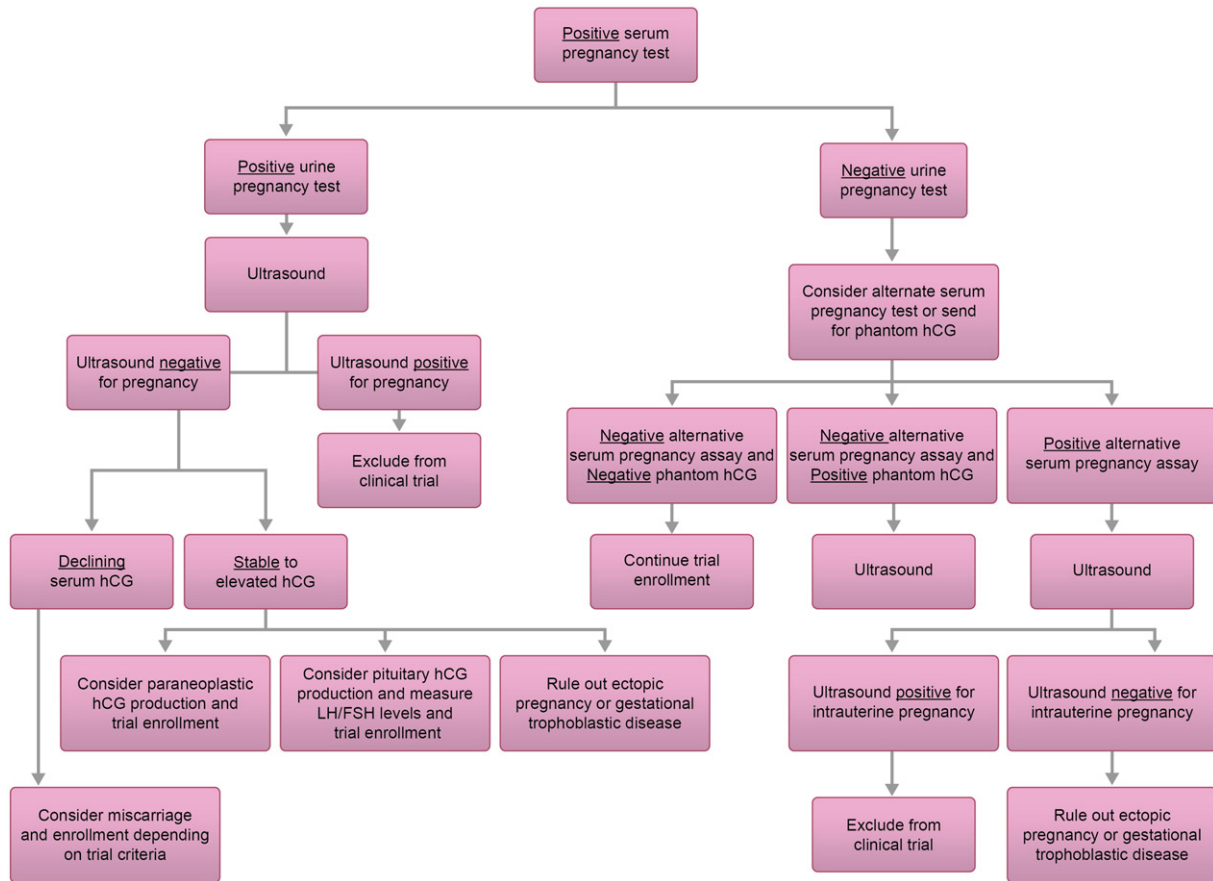 Positive serum
pregnancy test
Positive urine
pregnancy test
Negative urine
pregnancy test
Ultrasound
Consider alternate serum
pregnancy test or send
for phantom hCG
Ultrasound negative
for pregnancy
Ultrasound positive
for pregnancy
Exclude from
clinical trial
Negative alternative
serum pregnancy assay and
Negative phantom hCG
Negative alternative
serum pregnancy assay and
Positive phantom hCG
Positive alternative
serum pregnancy assay
Declining
serum hCG
Stable to
elevated hCG
Continue trial
enrollment
Ultrasound
Ultrasound
Consider paraneoplastic
hCG production and
trial enrollment
Consider pituitary hCG
production and measure
LH/FSH levels and
trial enrollment
Rule out ectopic
pregnancy or gestational
trophoblastic disease
Ultrasound positive for
intrauterine pregnancy
Ultrasound negative for
intrauterine pregnancy
Consider miscarriage
and enrollment depending
on trial criteria
Exclude from
clinical trial
Rule out ectopic
pregnancy or gestational
trophoblastic disease